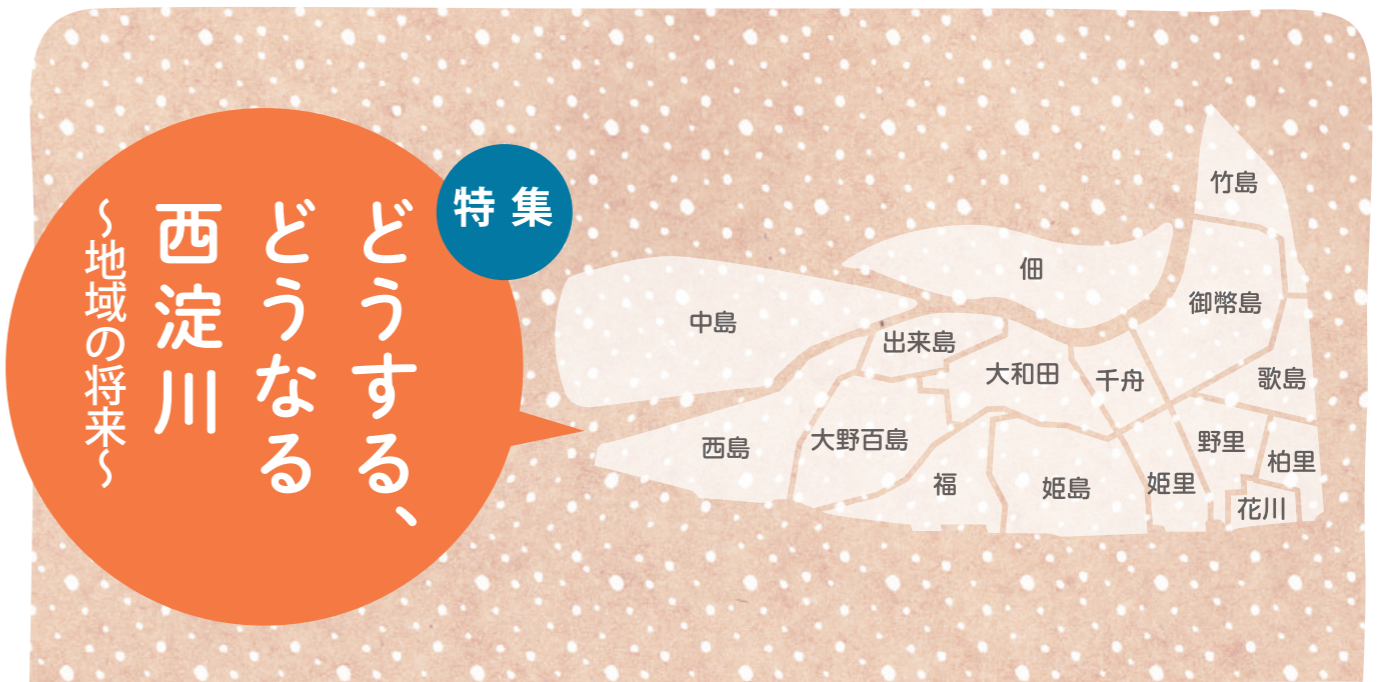 特集
どうする、
どうなる
西淀川
〜地域の将来〜
竹島
佃
御幣島
中島
出来島
大和田
千舟
歌島
西島
大野百島
野里
柏里
福
姫島
姫里
花川